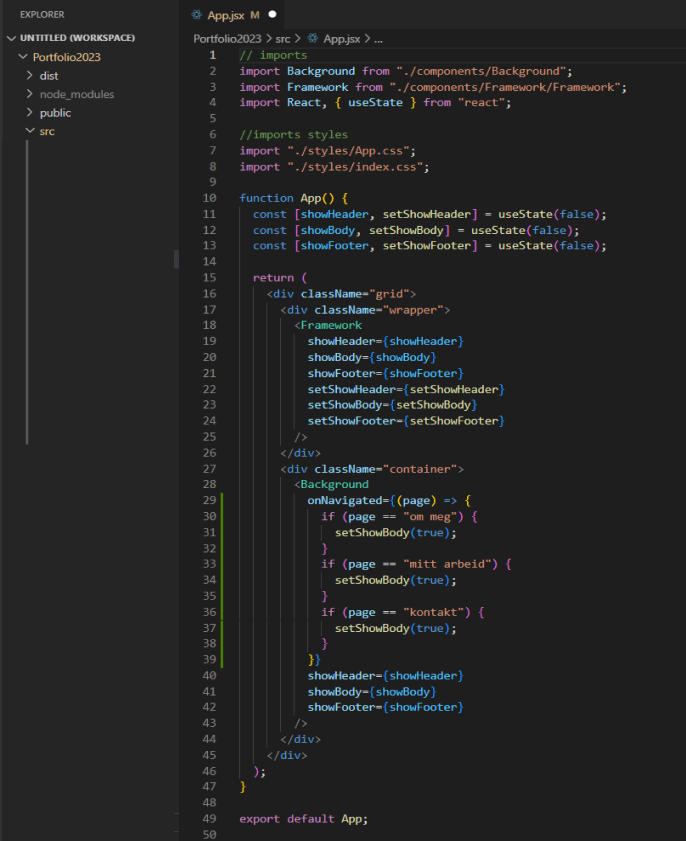 EXPLORER
UNTITLED (WORKSPACE)
Portfolio2023
dist
node_modules
public
src
App.jsx M
Portfolio2023 > src > App.jsx > ...
1 // imports
2 import Background from "./components/Background";
3 import Framework from "./components/Framework/Framework";
4 import React, { useState } from "react";
5
6 //imports styles
7 import "./styles/App.css";
8 import "./styles/index.css";
9
10 function App() {
11   const [showHeader, setShowHeader] = useState(false);
12   const [showBody, setShowBody] = useState(false);
13   const [showFooter, setShowFooter] = useState(false);
14
15   return (
16     <div className="grid">
17       <div className="wrapper">
18         <Framework
19           showHeader={showHeader}
20           showBody={showBody}
21           showFooter={showFooter}
22           setShowHeader={setShowHeader}
23           setShowBody={setShowBody}
24           setShowFooter={setShowFooter}
25         />
26       </div>
27       <div className="container">
28         <Background
29           onNavigated={(page) => {
30             if (page == "om meg") {
31               setShowBody(true);
32             }
33             if (page == "mitt arbeid") {
34               setShowBody(true);
35             }
36             if (page == "kontakt") {
37               setShowBody(true);
38             }
39           }}
40           showHeader={showHeader}
41           showBody={showBody}
42           showFooter={showFooter}
43         />
44       </div>
45     </div>
46   );
47 }
48
49 export default App;
50